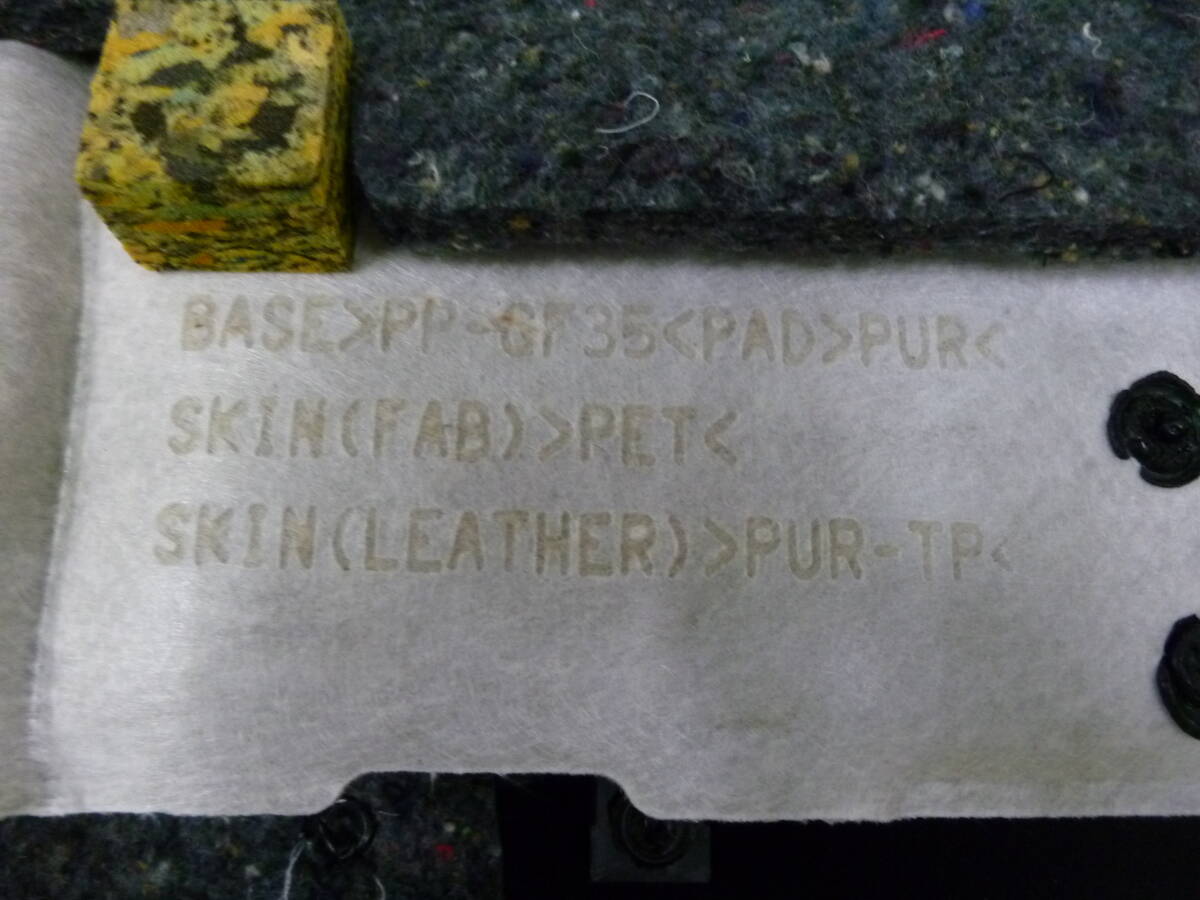 BASE>PP-GF35<PAD>PUR<
SKIN(FAB)>PET<
SKIN(LEATHER)>PUR-TP<